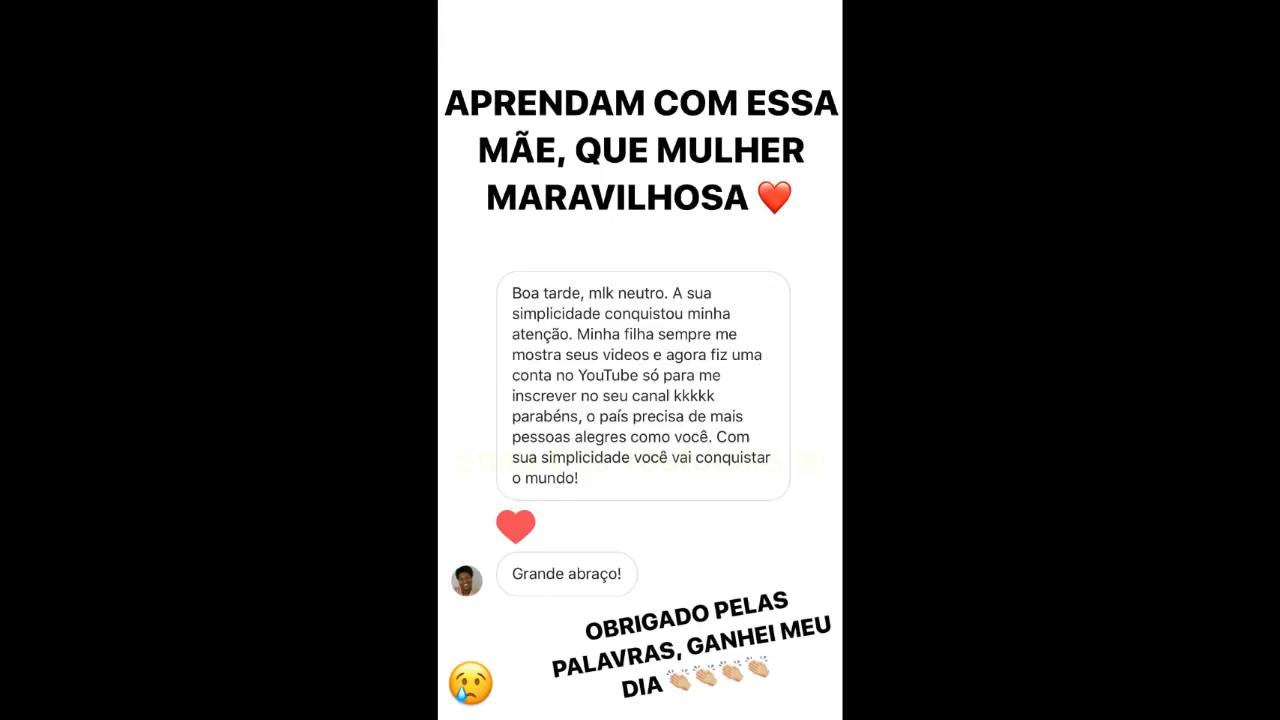 APRENDAM COM ESSA
MÃE, QUE MULHER
MARAVILHOSA ❤️
Boa tarde, mlk neutro. A sua
simplicidade conquistou minha
atenção. Minha filha sempre me
mostra seus videos e agora fiz uma
conta no YouTube só para me
inscrever no seu canal kkkkk
parabéns, o país precisa de mais
pessoas alegres como você. Com
sua simplicidade você vai conquistar
o mundo!
Grande abraço!
OBRIGADO PELAS
PALAVRAS, GANHEI MEU
DIA 👏🏼👏🏼👏🏼👏🏼